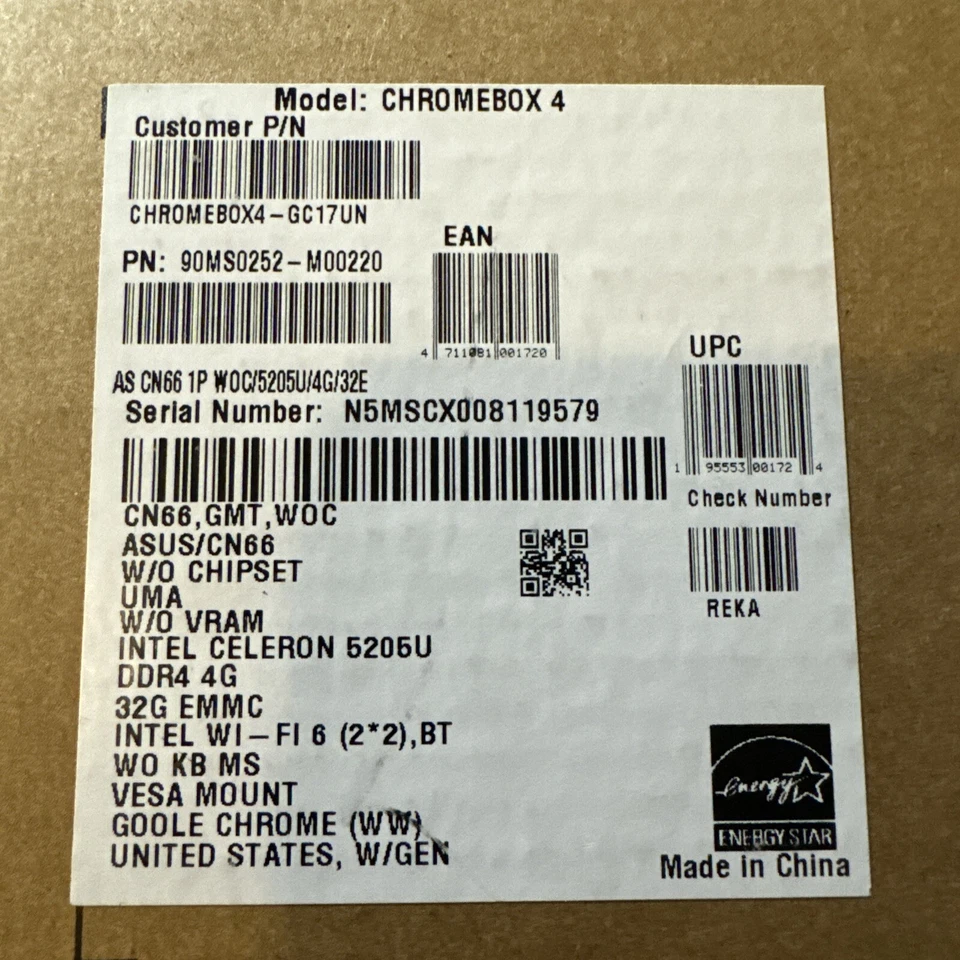 Model: CHROMEBOX 4
Customer P/N
CHROMEBOX4-GC17UN
PN: 90MS0252-M00220
EAN
4 711081 001720
UPC
1 95553 00172 4
AS CN66 1P WOC/5205U/4G/32E
Serial Number: N5MSCX008119579
Check Number
REKA
CN66,GMT,WOC
ASUS/CN66
W/O CHIPSET
UMA
W/O VRAM
INTEL CELERON 5205U
DDR4 4G
32G EMMC
INTEL WI-FI 6 (2*2),BT
WO KB MS
VESA MOUNT
GOOLE CHROME (WW)
UNITED STATES, W/GEN
energy
ENERGY STAR
Made in China